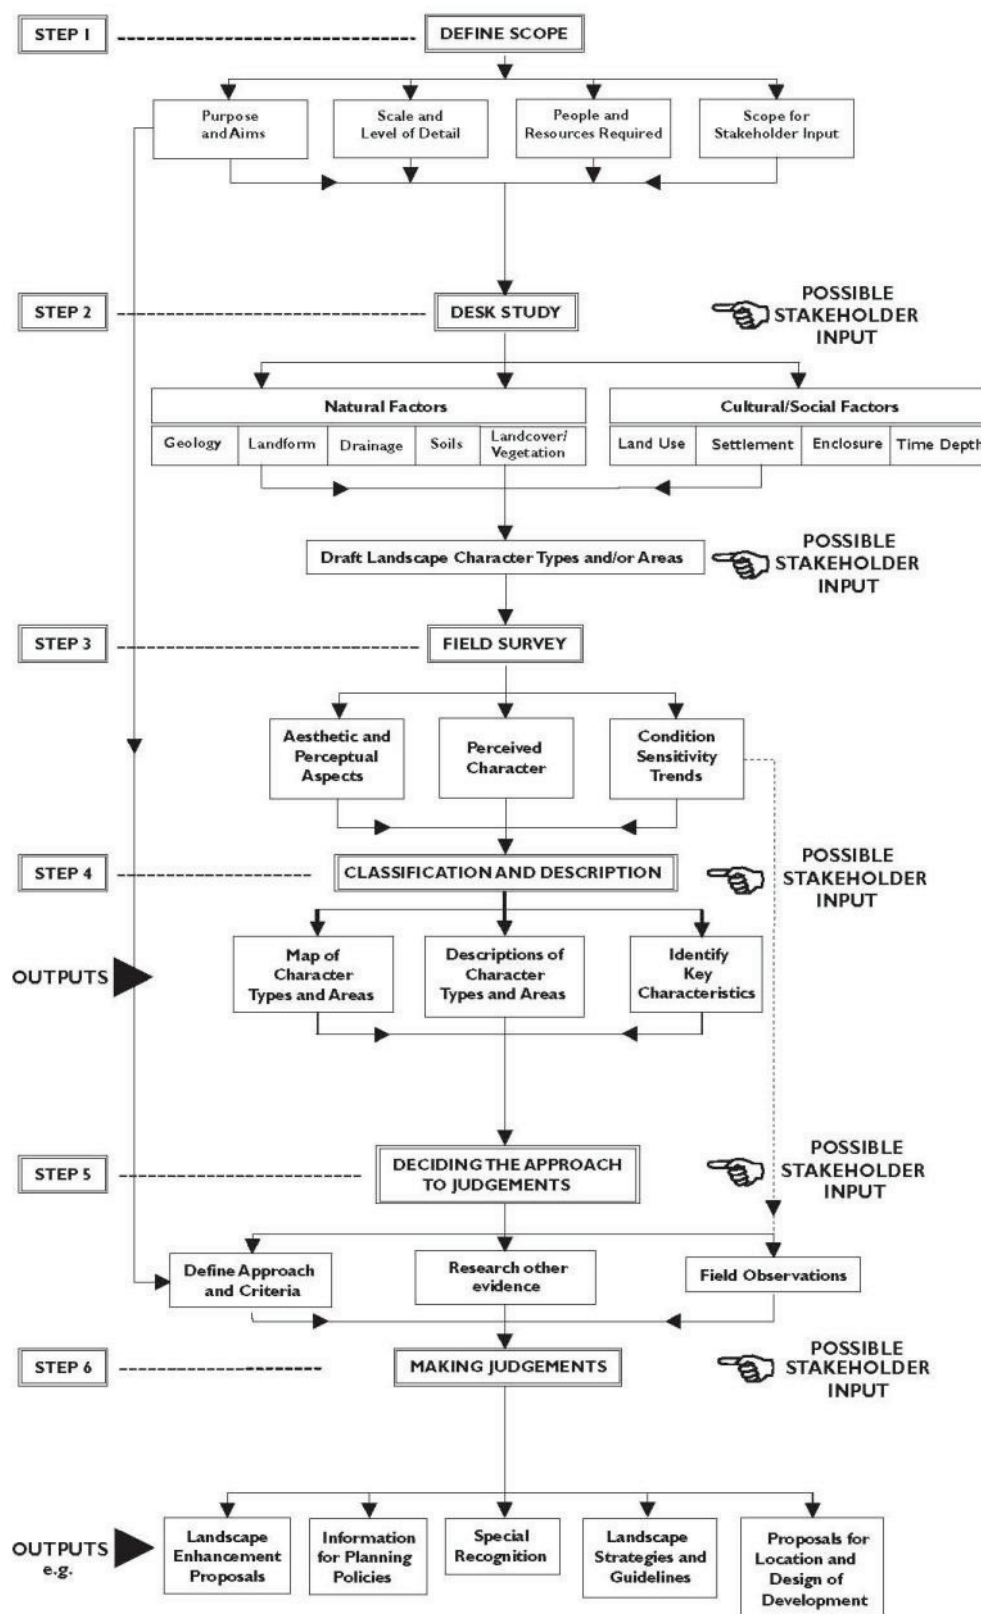 STEP 1
DEFINE SCOPE
Purpose
and Aims
Scale and
Level of Detail
People and
Resources Required
Scope for
Stakeholder Input
STEP 2
DESK STUDY
POSSIBLE
STAKEHOLDER
INPUT
Natural Factors
Cultural/Social Factors
Geology
Landform
Drainage
Soils
Landcover/
Vegetation
Land Use
Settlement
Enclosure
Time Depth
Draft Landscape Character Types and/or Areas
POSSIBLE
STAKEHOLDER
INPUT
STEP 3
FIELD SURVEY
Aesthetic and
Perceptual
Aspects
Perceived
Character
Condition
Sensitivity
Trends
STEP 4
CLASSIFICATION AND DESCRIPTION
POSSIBLE
STAKEHOLDER
INPUT
OUTPUTS
Map of
Character
Types and Areas
Descriptions of
Character
Types and Areas
Identify
Key
Characteristics
STEP 5
DECIDING THE APPROACH
TO JUDGEMENTS
POSSIBLE
STAKEHOLDER
INPUT
Define Approach
and Criteria
Research other
evidence
Field Observations
STEP 6
MAKING JUDGEMENTS
POSSIBLE
STAKEHOLDER
INPUT
OUTPUTS
e.g.
Landscape
Enhancement
Proposals
Information
for Planning
Policies
Special
Recognition
Landscape
Strategies and
Guidelines
Proposals for
Location and
Design of
Development